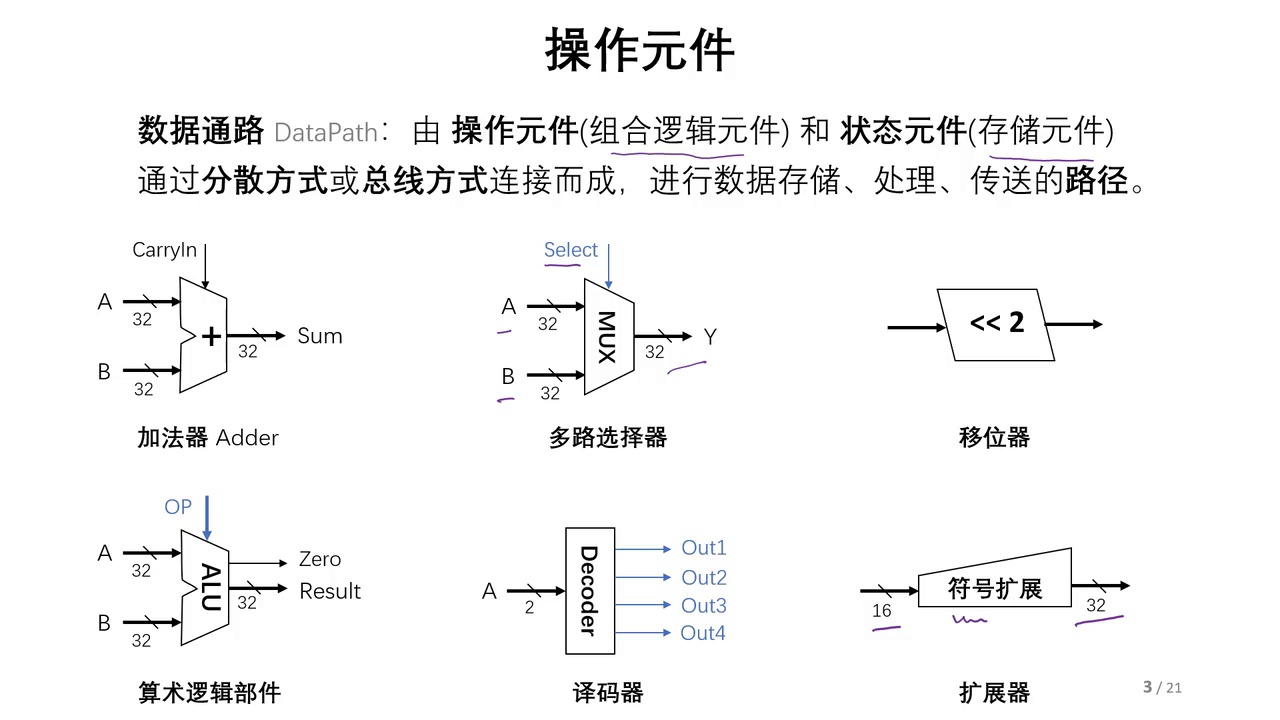 操作元件
数据通路 DataPath： 由 操作元件(组合逻辑元件) 和 状态元件(存储元件)
通过分散方式或总线方式连接而成，进行数据存储、处理、传送的路径。
CarryIn
A
32
+
32
Sum
B
32
加法器 Adder
Select
A
32
MUX
32
Y
B
32
多路选择器
<< 2
移位器
OP
A
32
ALU
Zero
32
Result
B
32
算术逻辑部件
A
2
Decoder
Out1
Out2
Out3
Out4
译码器
16
符号扩展
32
扩展器
3 / 21